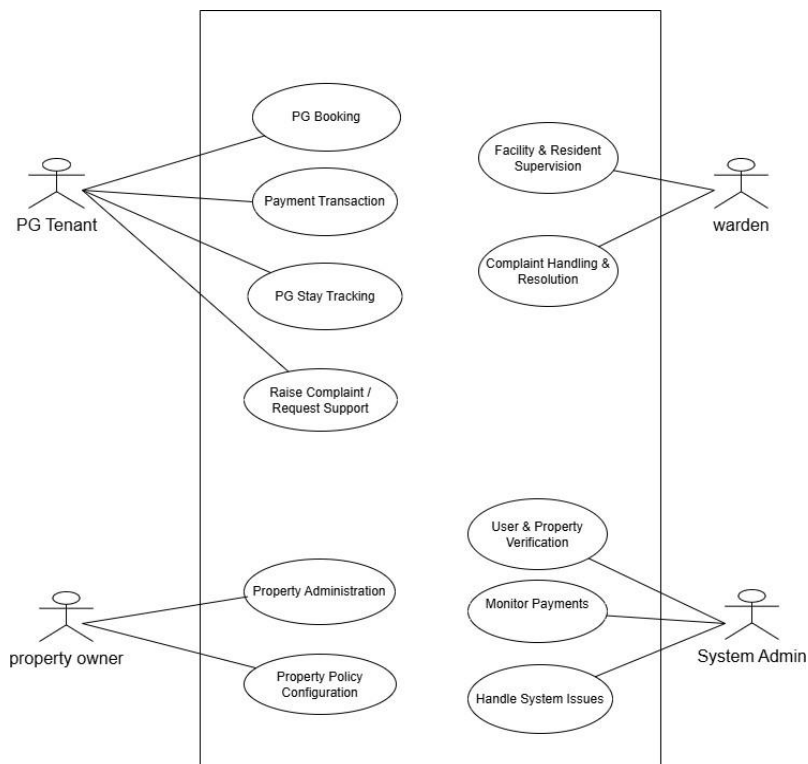 PG Booking
Facility & Resident
Supervision
PG Tenant
Payment Transaction
warden
PG Stay Tracking
Complaint Handling &
Resolution
Raise Complaint /
Request Support
User & Property
Verification
Property Administration
Monitor Payments
property owner
System Admin
Property Policy
Configuration
Handle System Issues